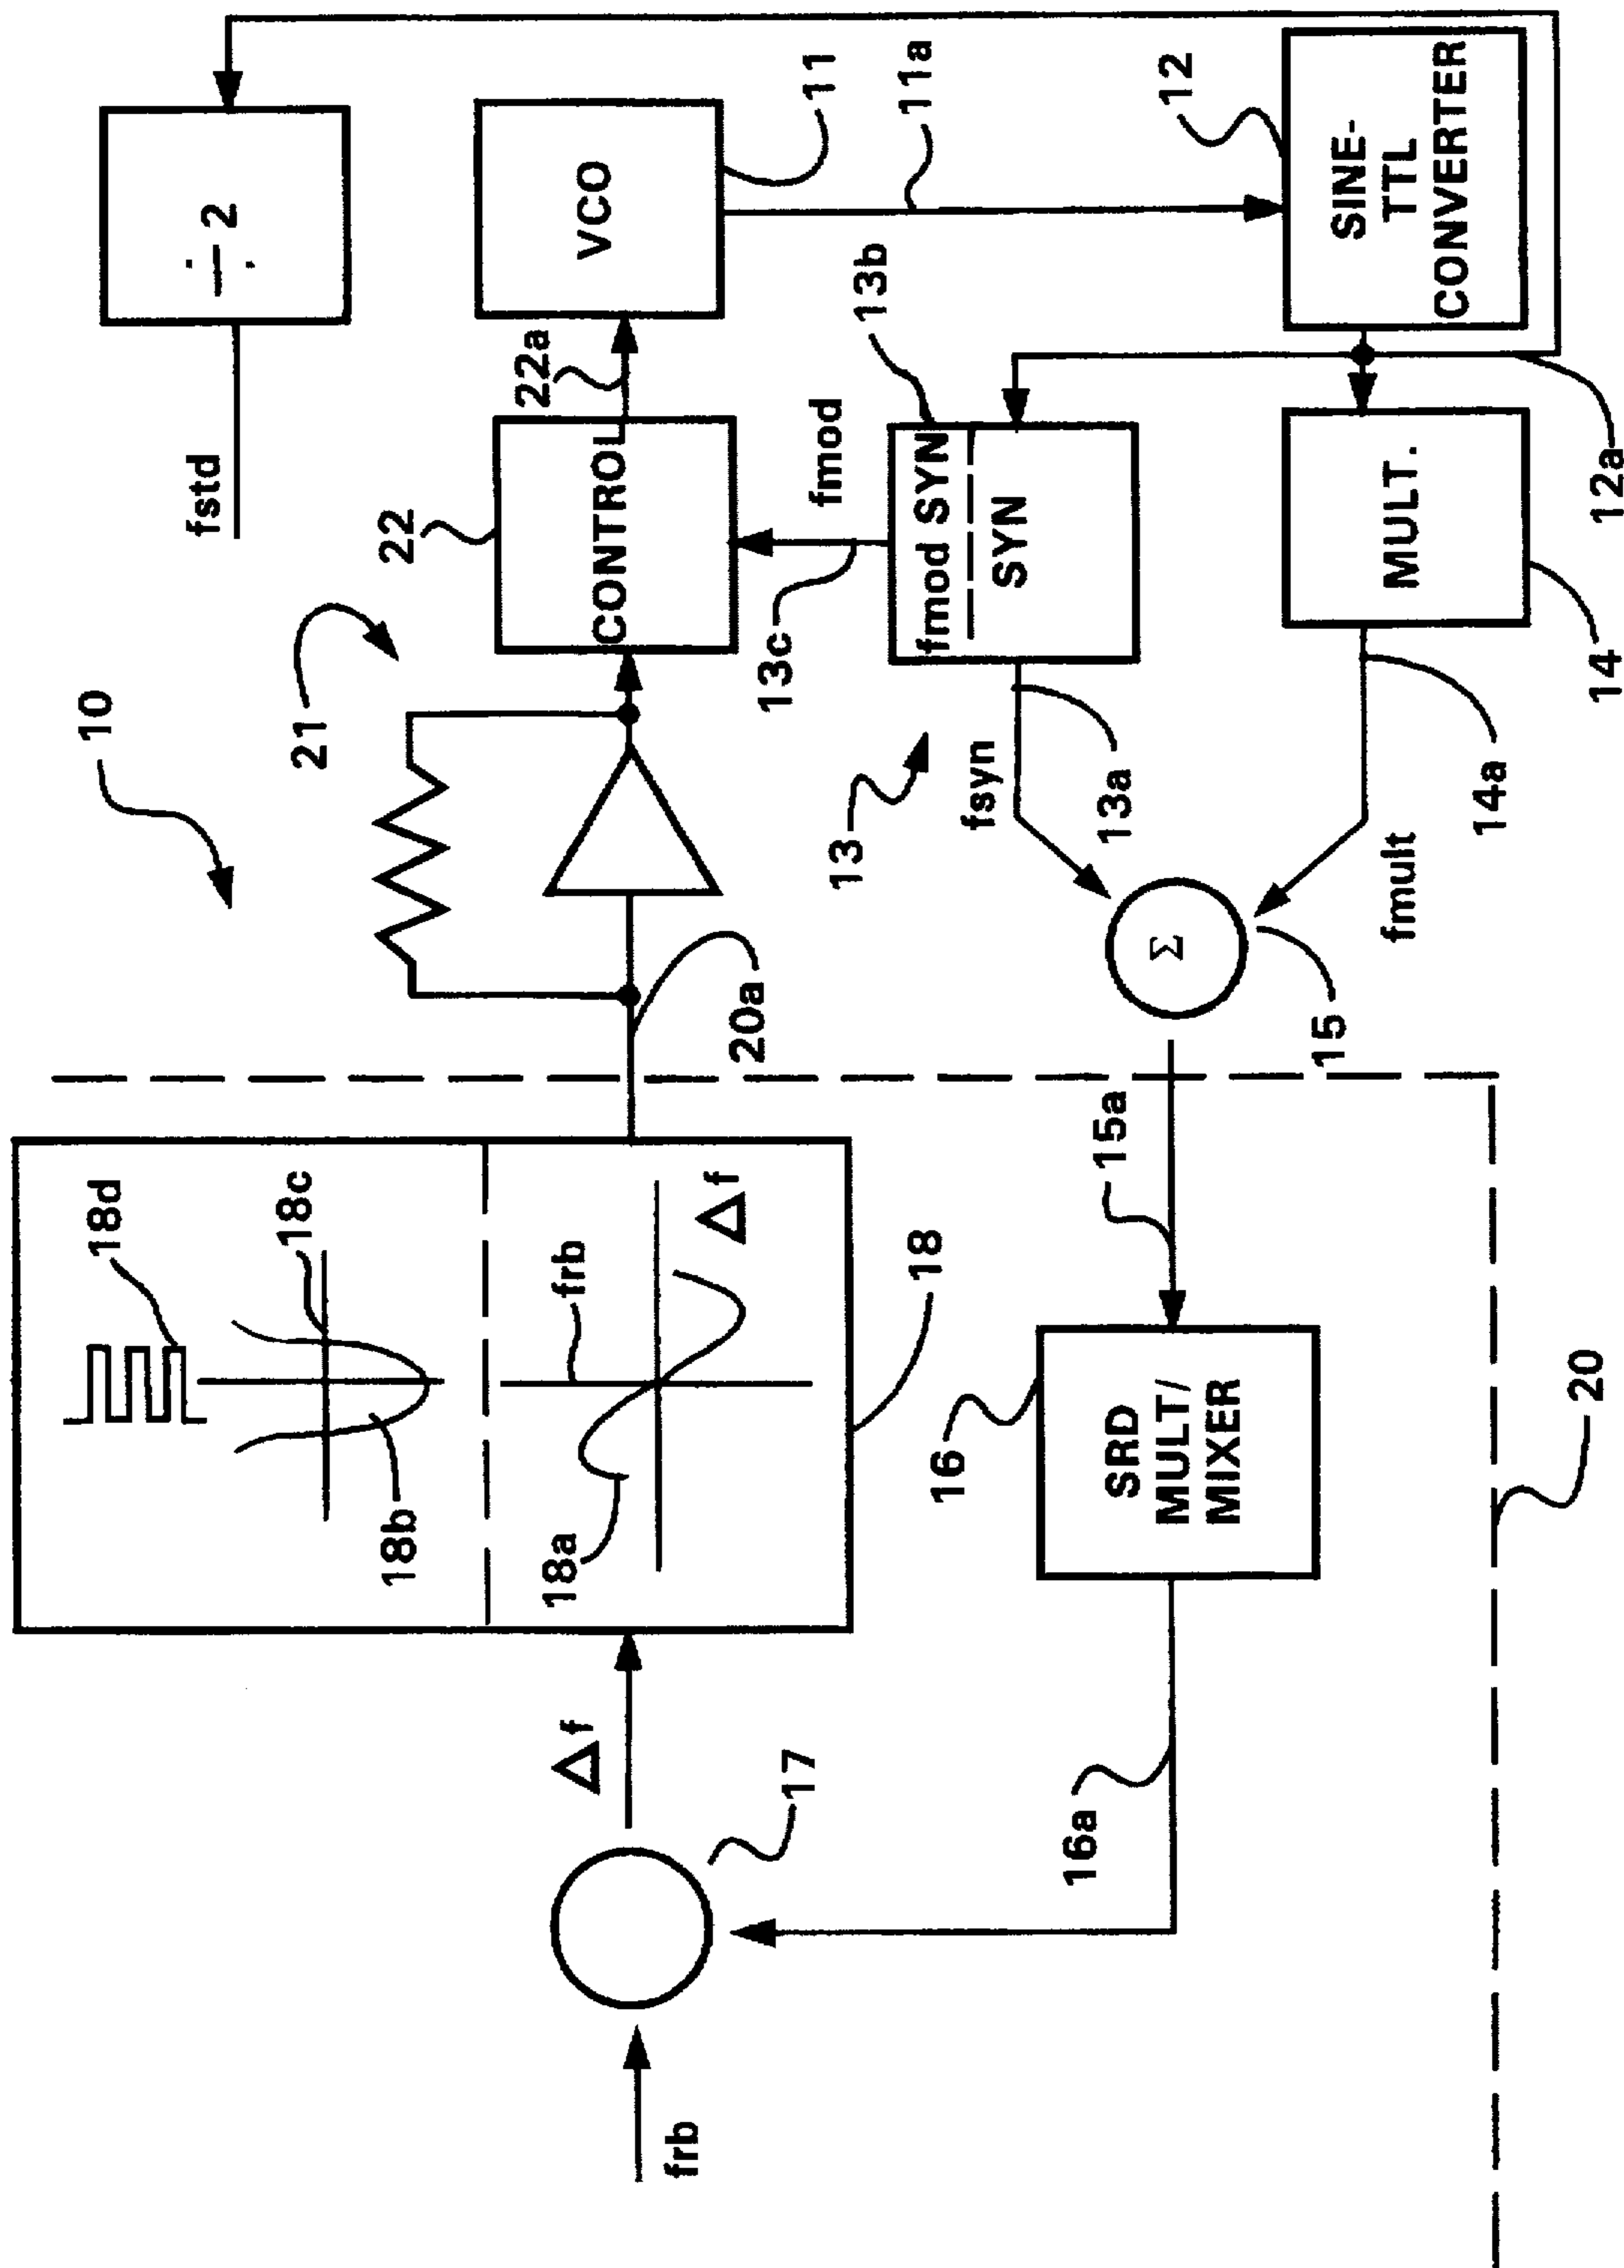 10
21
22
fstd
÷ 2
CONTROL
22a
VCO
11
11a
18d
18c
18b
18a
frb
Δf
18
20a
fmod
13c
13b
fmod SYN
SYN
13
fsyn
13a
12
SINE-
TTL
CONVERTER
12a
MULT.
14
14a
fmult
Σ
15
15a
16
SRD
MULT/
MIXER
16a
20
frb
Δf
17